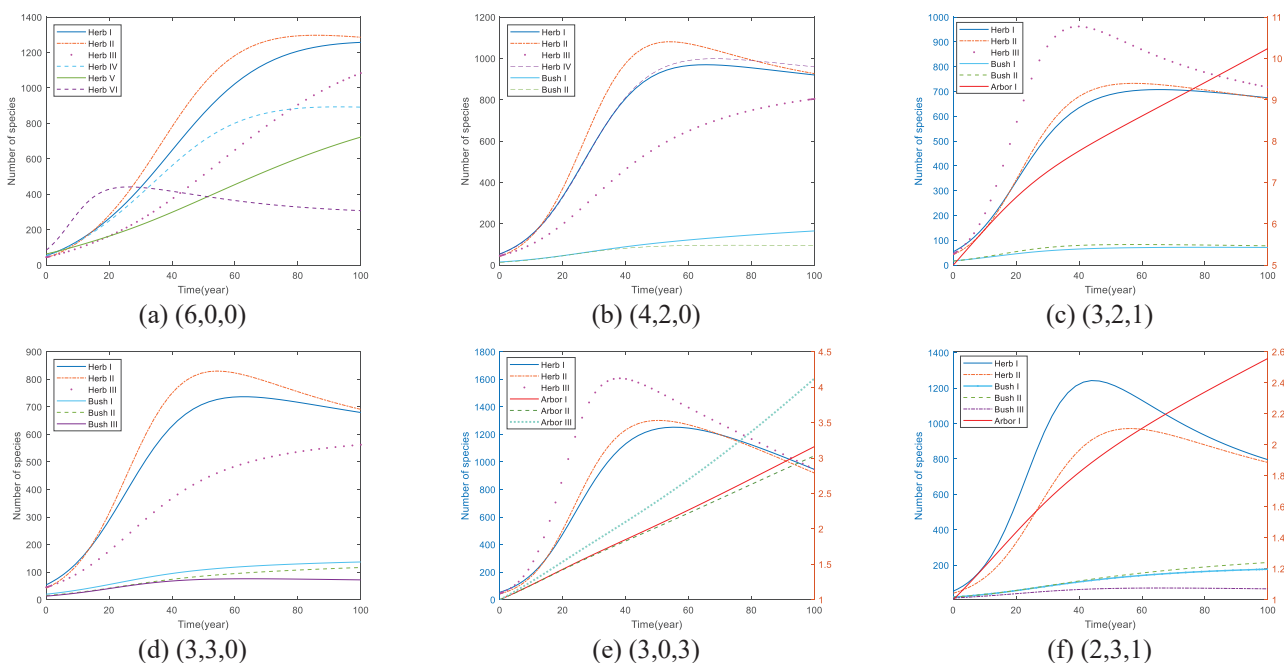 1400
1200
1000
800
600
400
200
0
Number of species
Herb I
Herb II
Herb III
Herb IV
Herb V
Herb VI
0 20 40 60 80 100
Time(year)
(a) (6,0,0)
1200
1000
800
600
400
200
0
Number of species
Herb I
Herb II
Herb III
Herb IV
Bush I
Bush II
0 20 40 60 80 100
Time(year)
(b) (4,2,0)
1000
900
800
700
600
500
400
300
200
100
0
Number of species
Herb I
Herb II
Herb III
Bush I
Bush II
Arbor I
11
10
9
8
7
6
5
0 20 40 60 80 100
Time(year)
(c) (3,2,1)
900
800
700
600
500
400
300
200
100
0
Number of species
Herb I
Herb II
Herb III
Bush I
Bush II
Bush III
0 20 40 60 80 100
Time(year)
(d) (3,3,0)
1800
1600
1400
1200
1000
800
600
400
200
0
Number of species
Herb I
Herb II
Herb III
Arbor I
Arbor II
Arbor III
4.5
4
3.5
3
2.5
2
1.5
1
0 20 40 60 80 100
Time(year)
(e) (3,0,3)
1400
1200
1000
800
600
400
200
Number of species
Herb I
Herb II
Bush I
Bush II
Bush III
Arbor I
2.6
2.4
2.2
2
1.8
1.6
1.4
1.2
1
0 20 40 60 80 100
Time(year)
(f) (2,3,1)